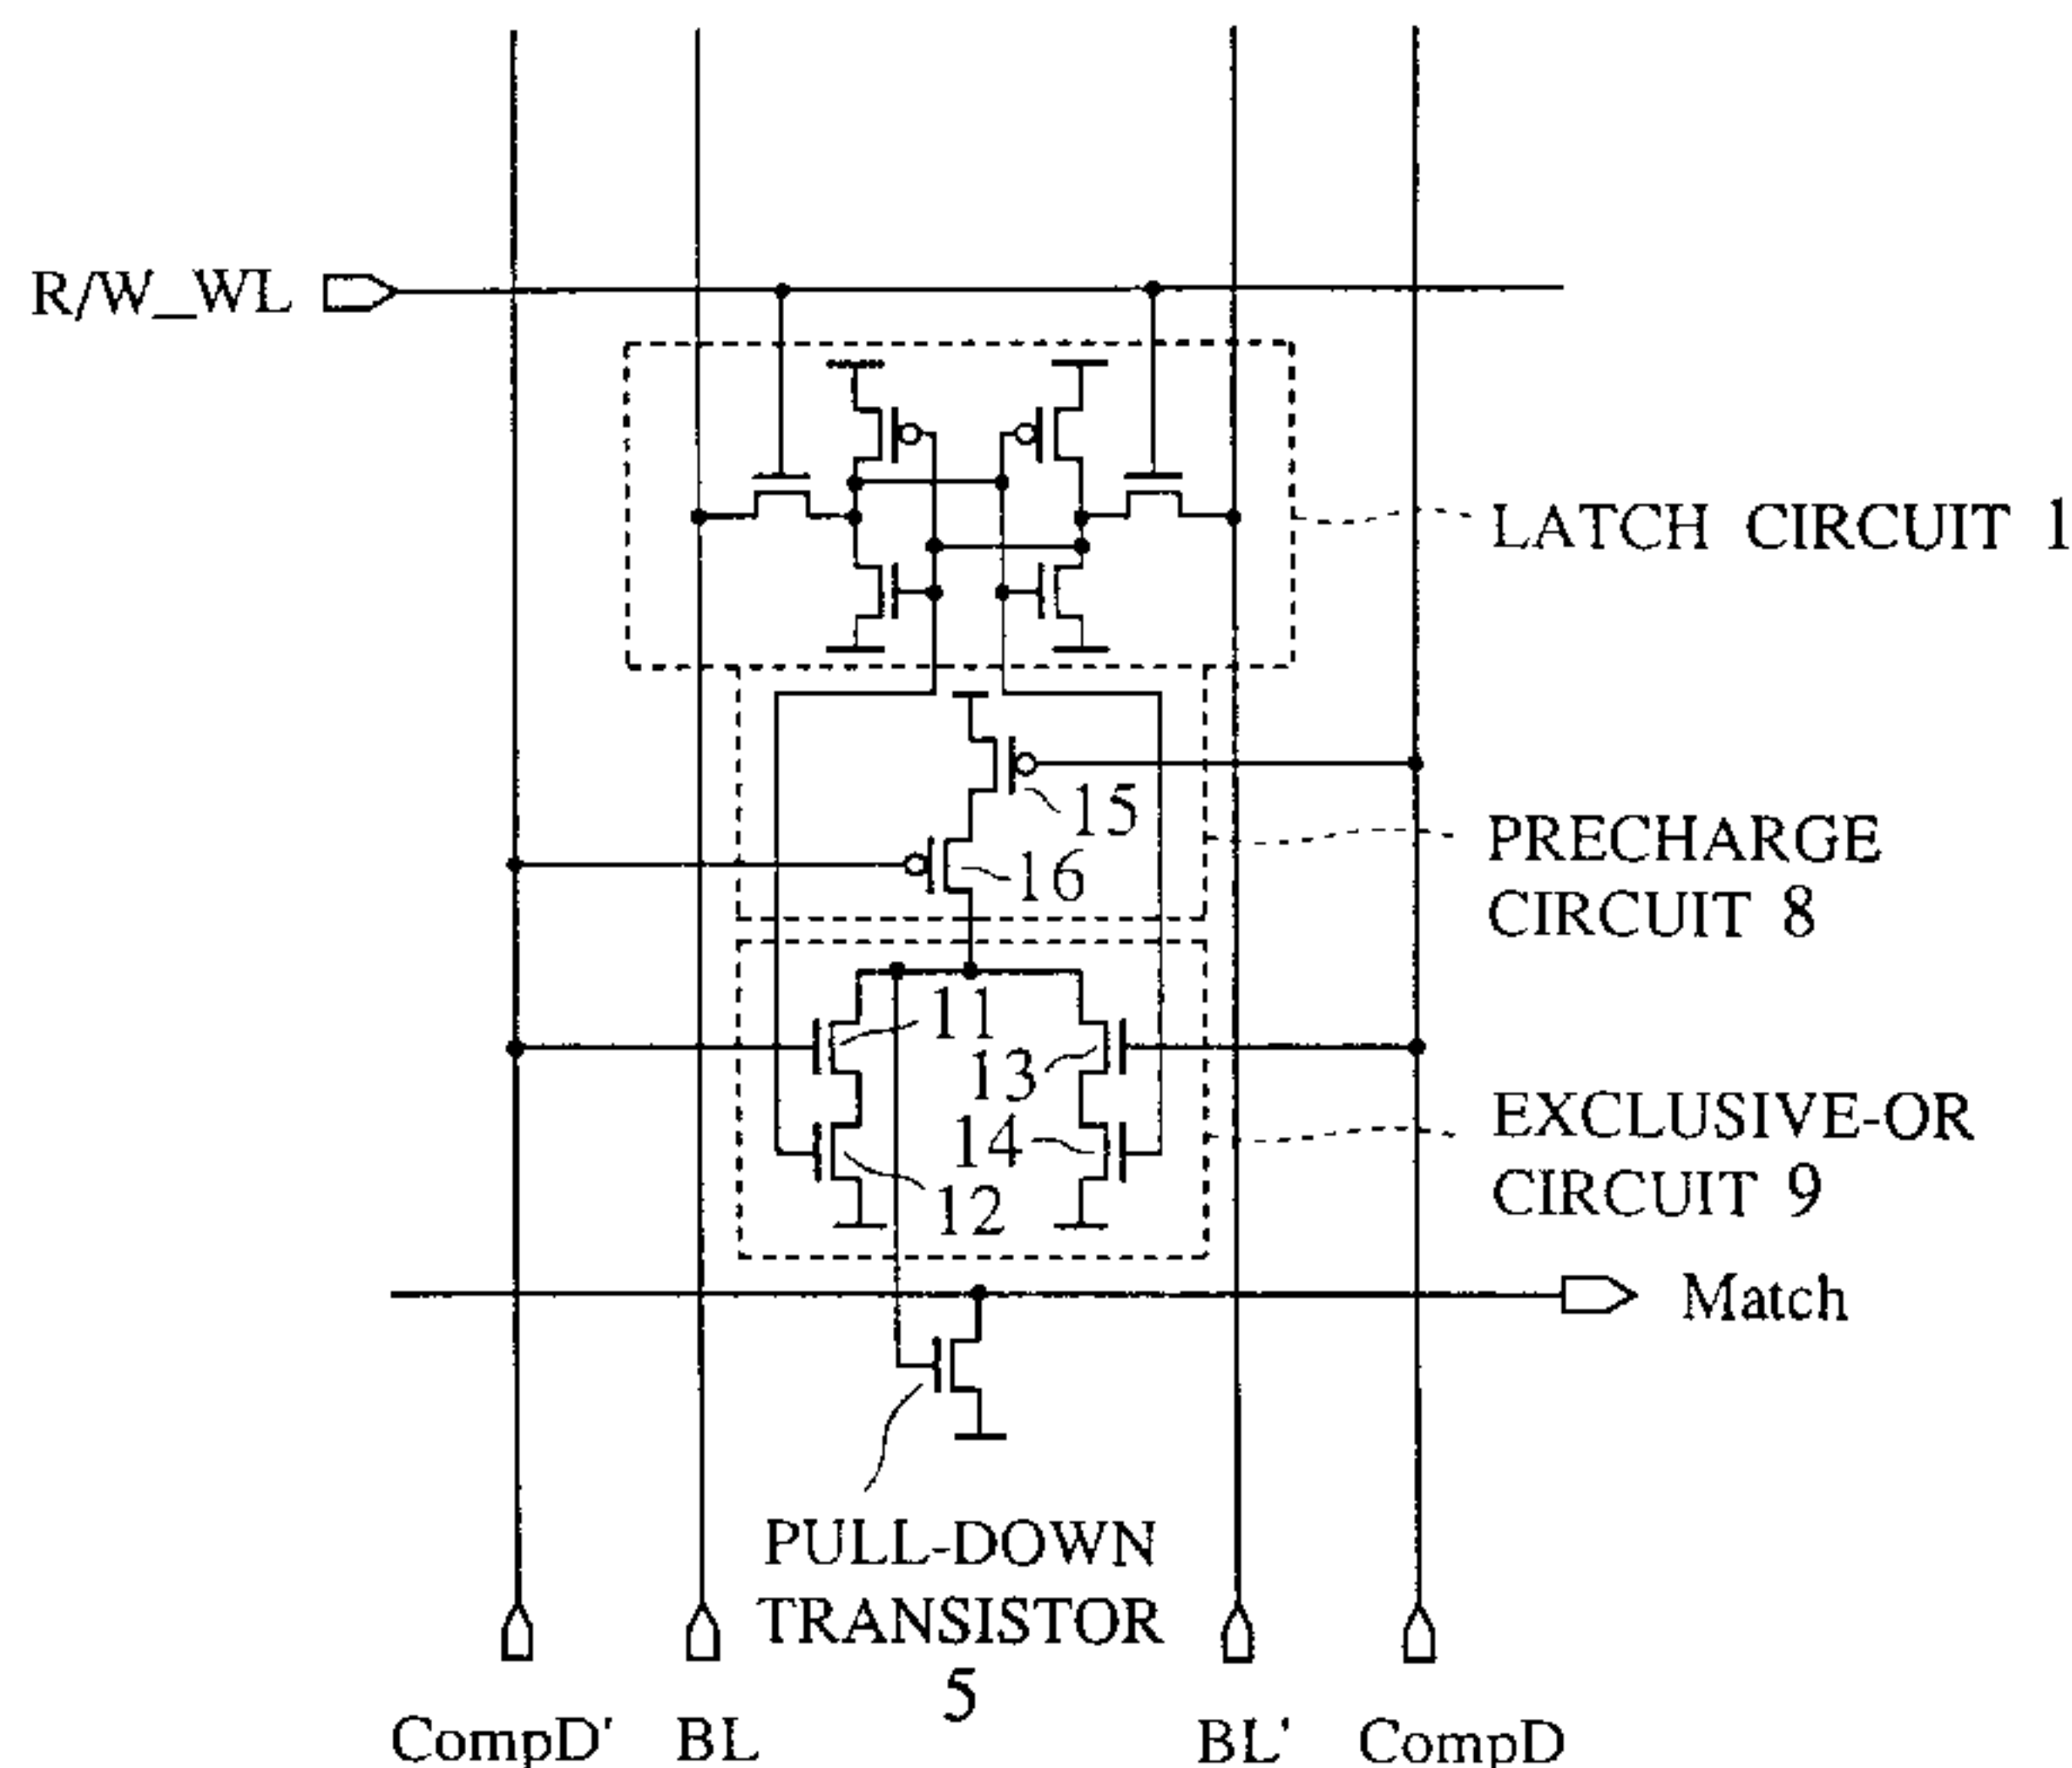 R/W_WL
LATCH CIRCUIT 1
15
PRECHARGE
CIRCUIT 8
16
11
13
EXCLUSIVE-OR
CIRCUIT 9
14
12
Match
PULL-DOWN
TRANSISTOR
5
CompD'
BL
BL'
CompD